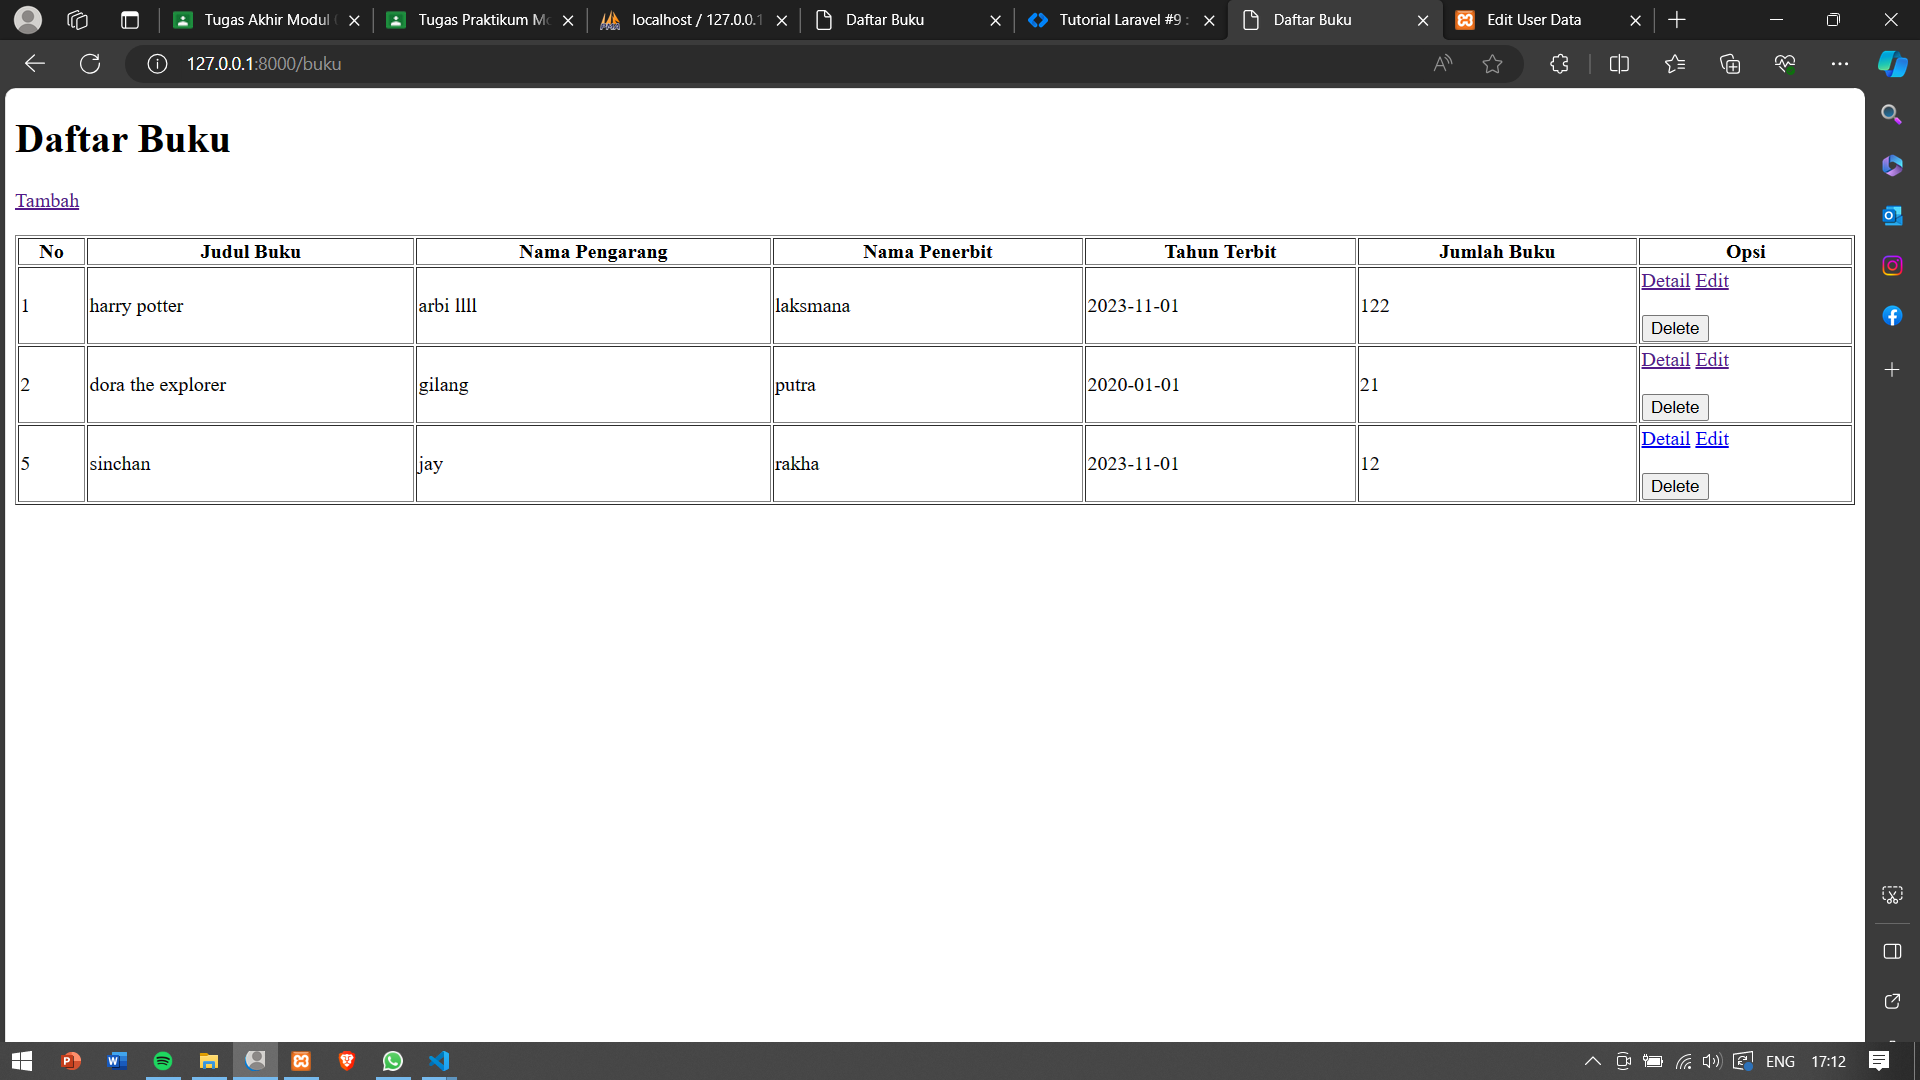 Tugas Akhir Modul
Tugas Praktikum Mo
localhost / 127.0.0.1
Daftar Buku
Tutorial Laravel #9 :
Daftar Buku
Edit User Data
127.0.0.1:8000/buku
Daftar Buku
Tambah
No Judul Buku Nama Pengarang Nama Penerbit Tahun Terbit Jumlah Buku Opsi
1 harry potter arbi llll laksmana 2023-11-01 122 Detail Edit
Delete
2 dora the explorer gilang putra 2020-01-01 21 Detail Edit
Delete
5 sinchan jay rakha 2023-11-01 12 Detail Edit
Delete
ENG 17:12